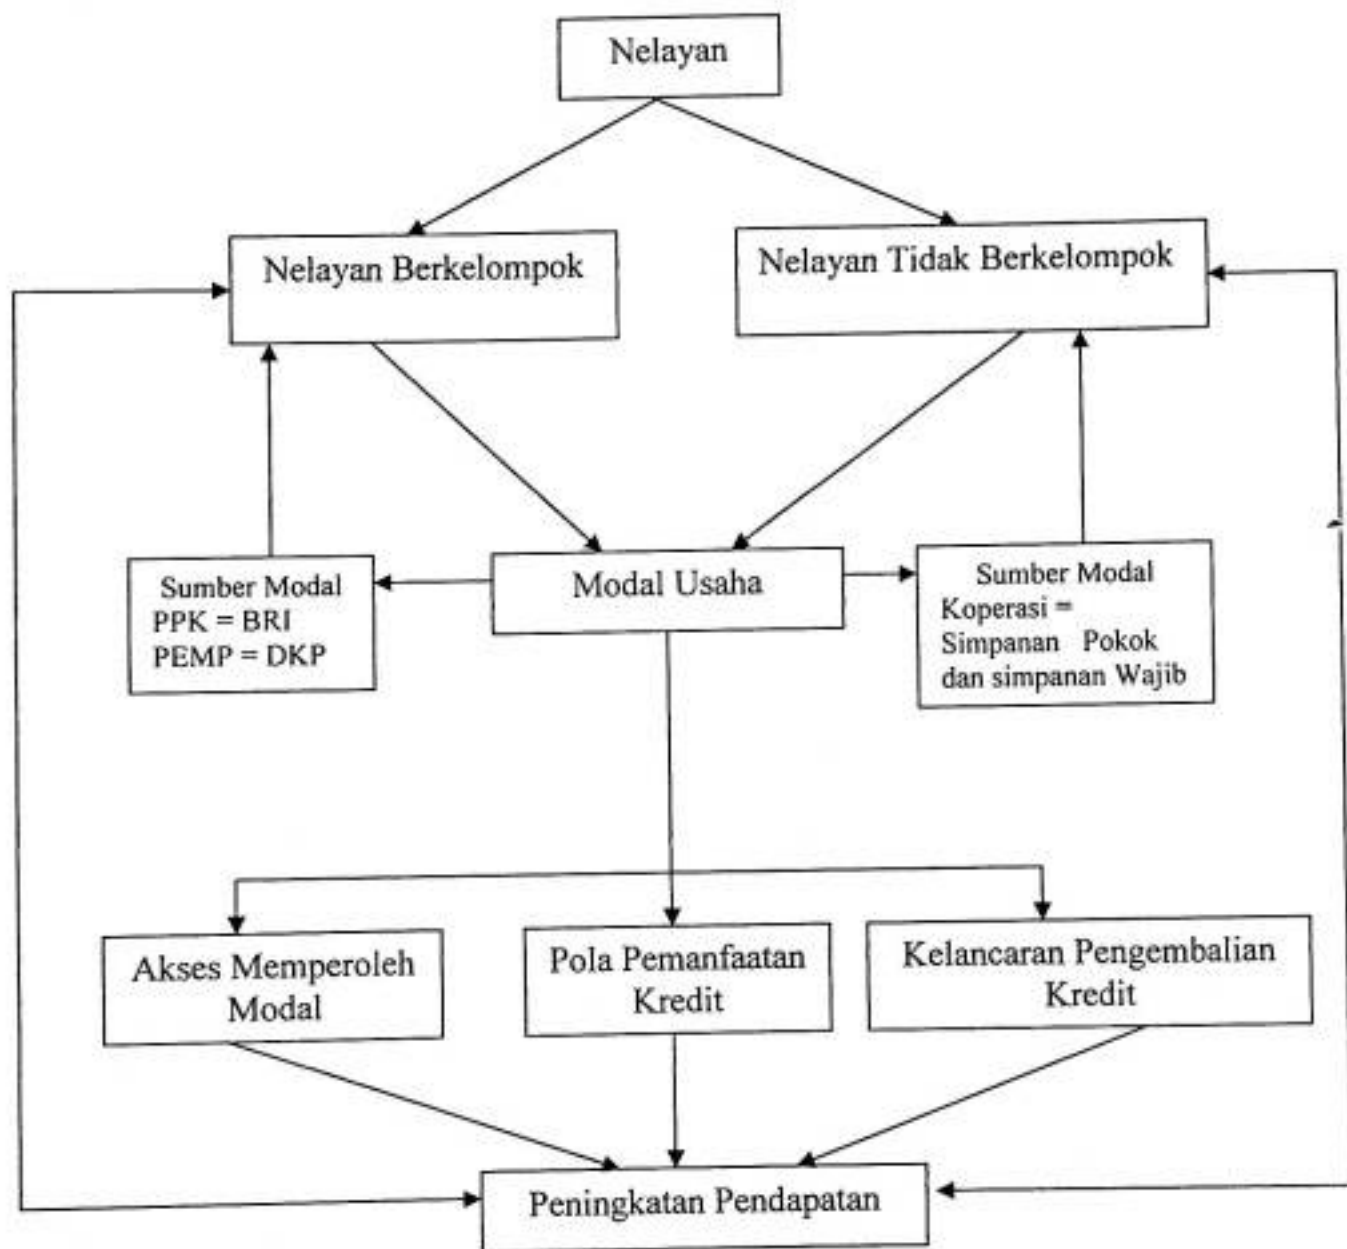 Nelayan
Nelayan Berkelompok
Nelayan Tidak Berkelompok
Sumber Modal
PPK = BRI
PEMP = DKP
Modal Usaha
Sumber Modal
Koperasi =
Simpanan Pokok
dan simpanan Wajib
Akses Memperoleh
Modal
Pola Pemanfaatan
Kredit
Kelancaran Pengembalian
Kredit
Peningkatan Pendapatan